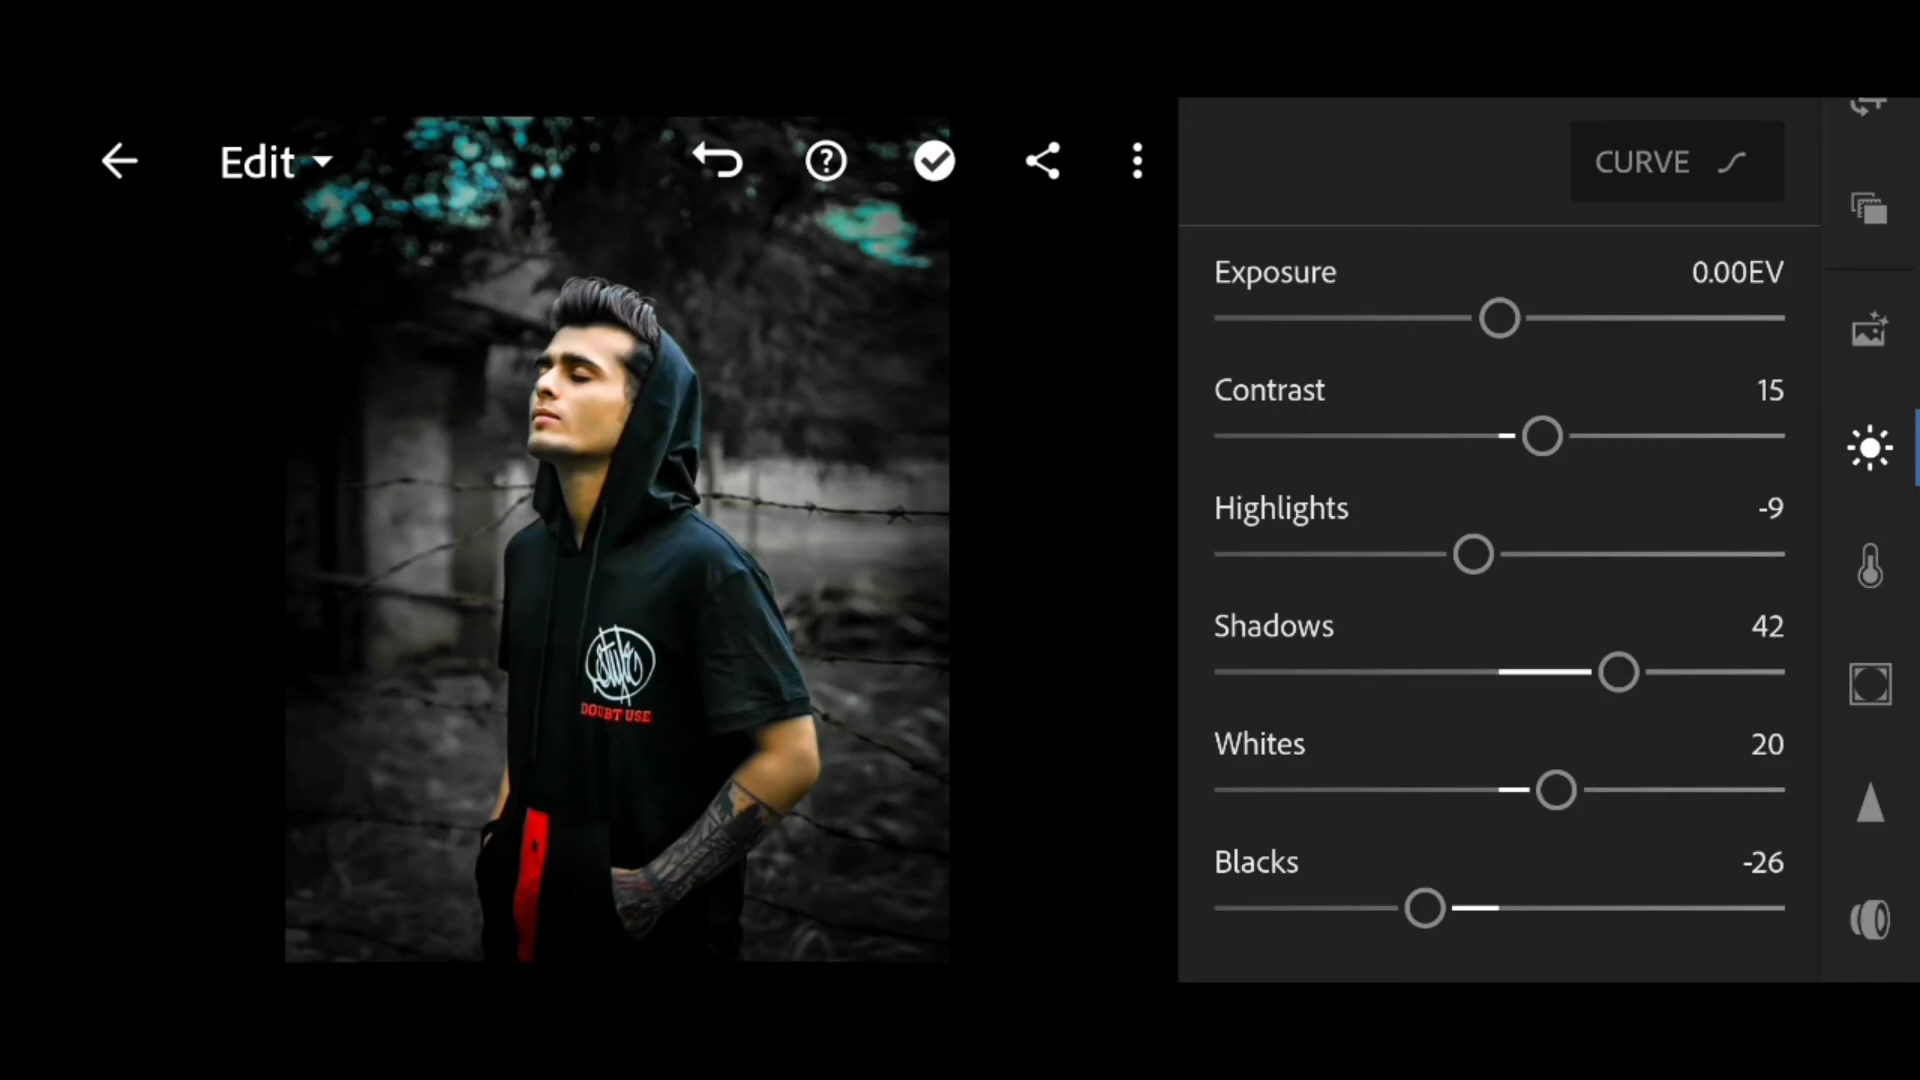 Edit
CURVE
Exposure 0.00EV
Contrast 15
Highlights -9
Shadows 42
Whites 20
Blacks -26
DOUBT USE